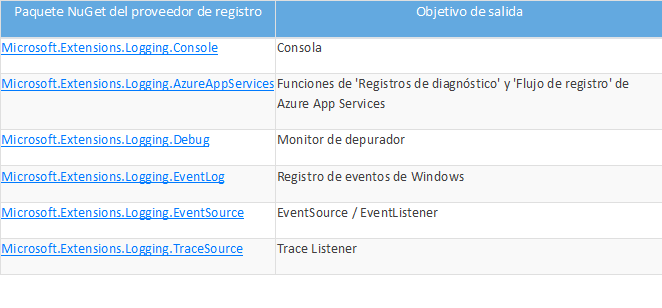 Paquete NuGet del proveedor de registro Objetivo de salida
Microsoft.Extensions.Logging.Console Consola
Microsoft.Extensions.Logging.AzureAppServices Funciones de 'Registros de diagnóstico' y 'Flujo de registro' de
Azure App Services
Microsoft.Extensions.Logging.Debug Monitor de depurador
Microsoft.Extensions.Logging.EventLog Registro de eventos de Windows
Microsoft.Extensions.Logging.EventSource EventSource / EventListener
Microsoft.Extensions.Logging.TraceSource Trace Listener